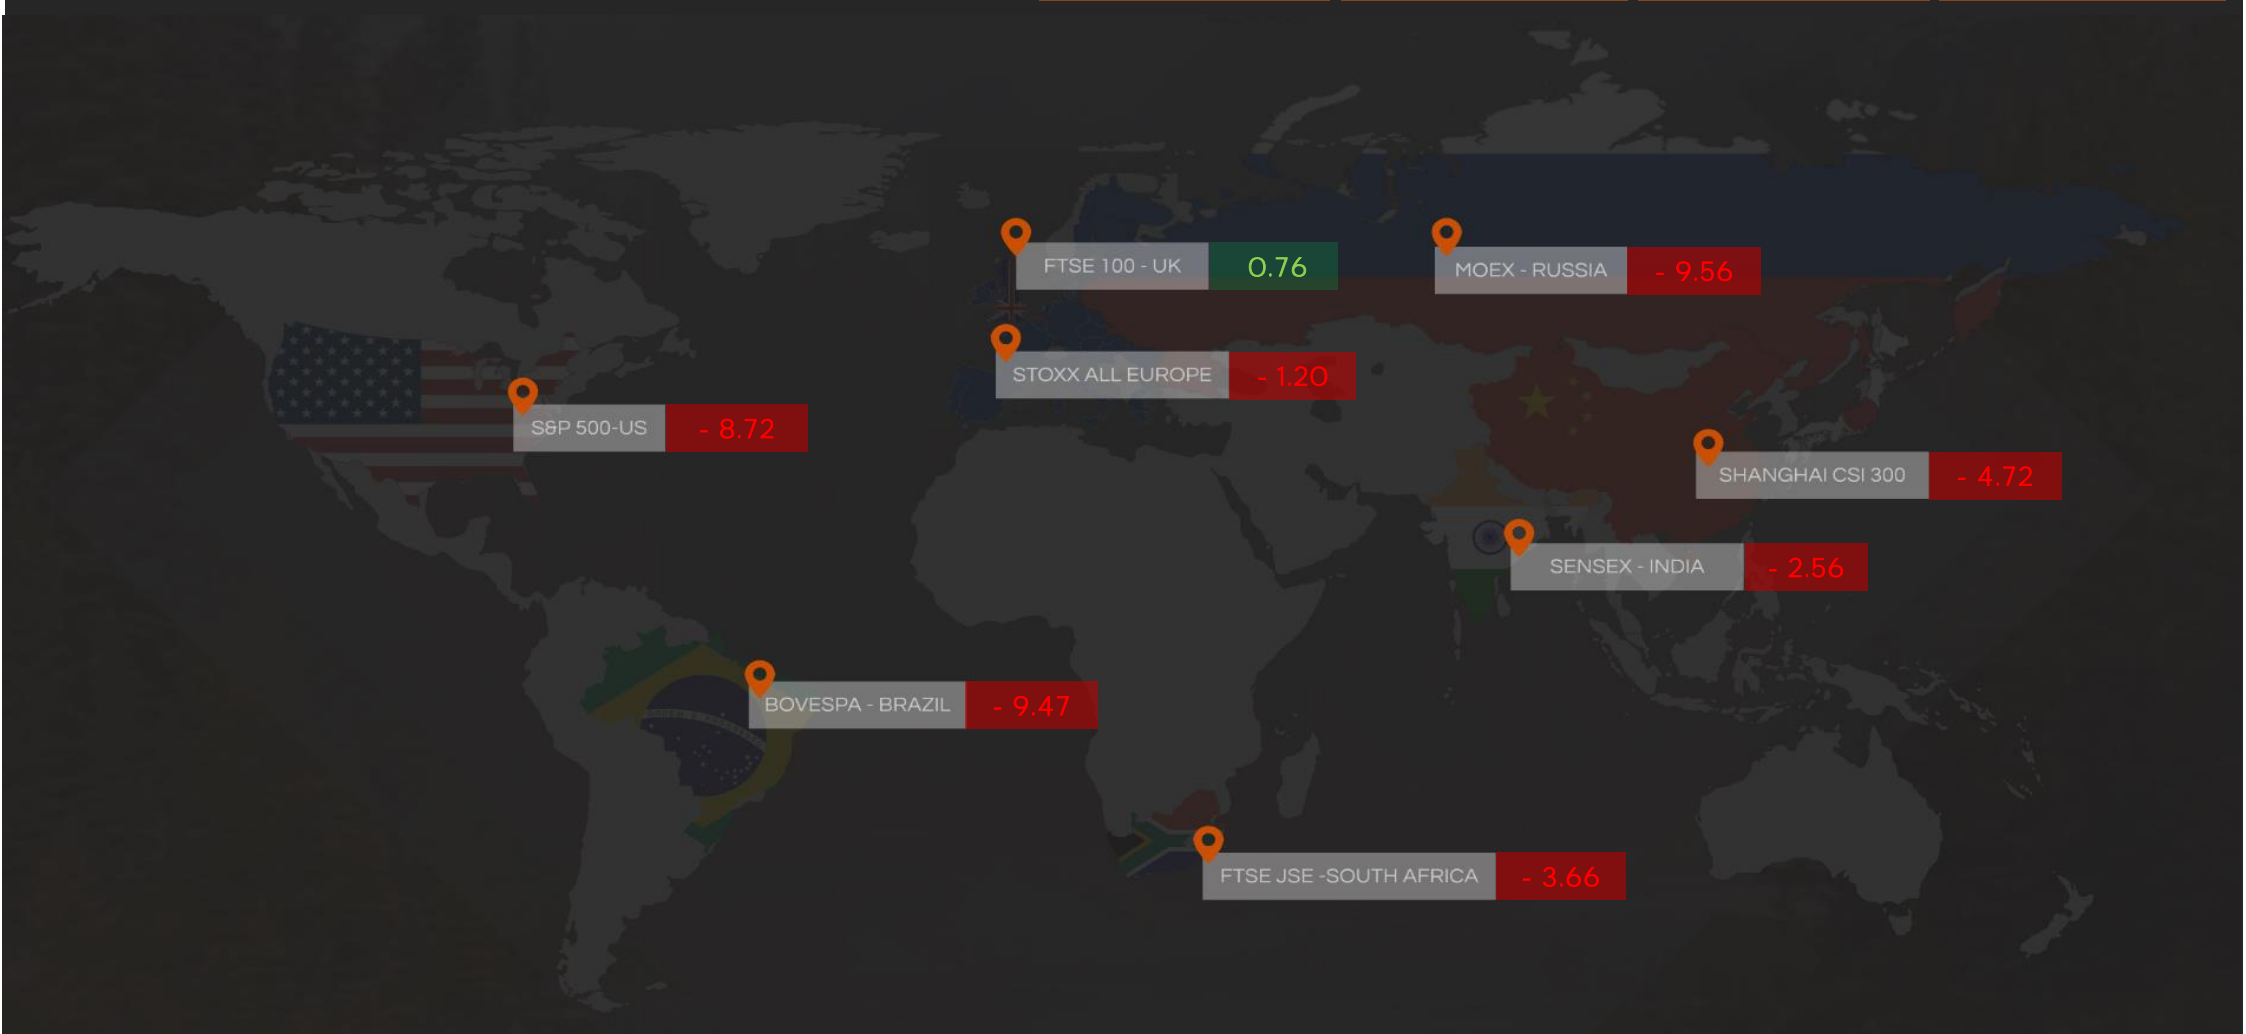 FTSE 100 - UK 0.76
MOEX - RUSSIA - 9.56
STOXX ALL EUROPE - 1.20
S&P 500-US - 8.72
SHANGHAI CSI 300 - 4.72
SENSEX - INDIA - 2.56
BOVESPA - BRAZIL - 9.47
FTSE JSE -SOUTH AFRICA - 3.66